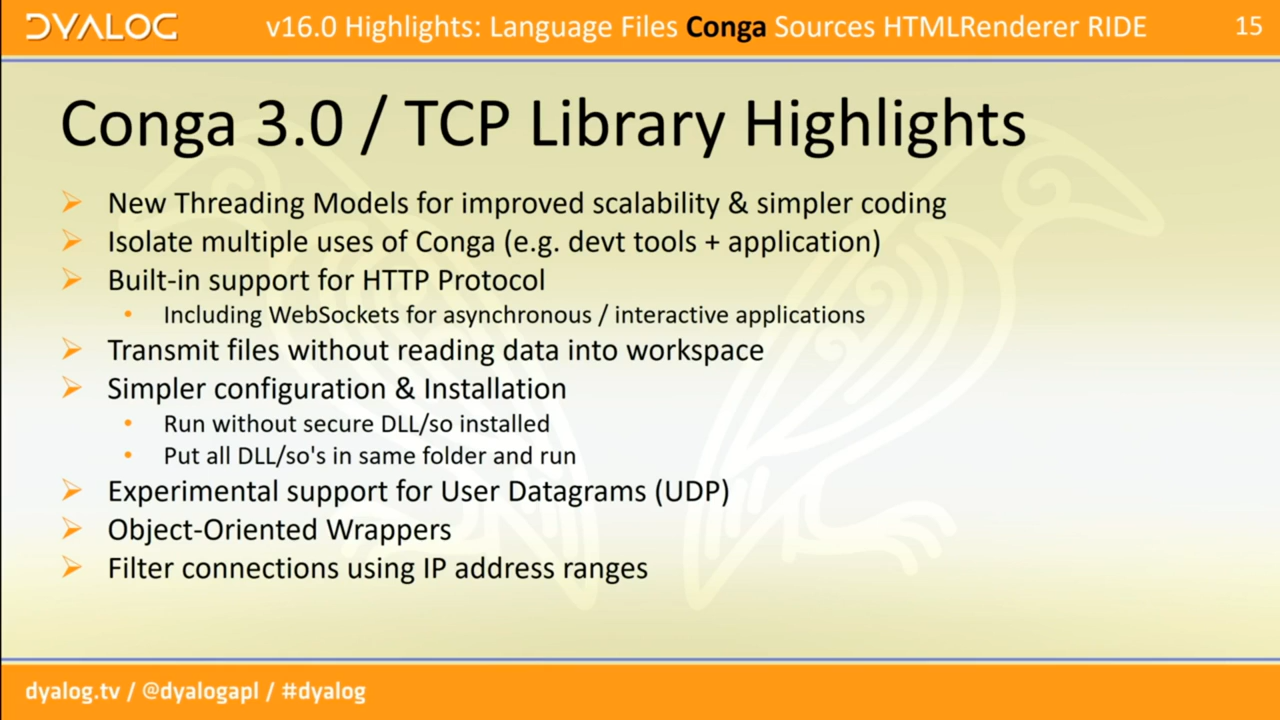 DYALOG
v16.0 Highlights: Language Files Conga Sources HTMLRenderer RIDE
15
Conga 3.0 / TCP Library Highlights
New Threading Models for improved scalability & simpler coding
Isolate multiple uses of Conga (e.g. devt tools + application)
Built-in support for HTTP Protocol
Including WebSockets for asynchronous / interactive applications
Transmit files without reading data into workspace
Simpler configuration & Installation
Run without secure DLL/so installed
Put all DLL/so's in same folder and run
Experimental support for User Datagrams (UDP)
Object-Oriented Wrappers
Filter connections using IP address ranges
dyalog.tv / @dyalogapl / #dyalog